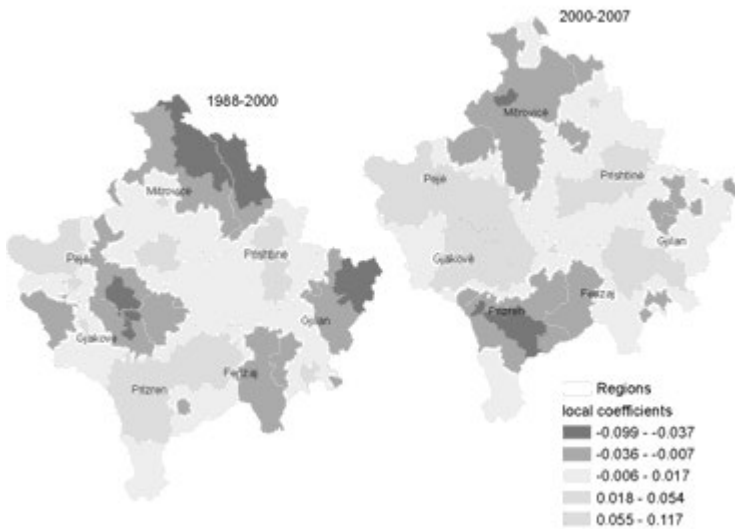 2000-2007
1988-2000
Mitrovicë
Pejë
Prishtinë
Gjakovë
Gjilan
Ferizaj
Prizren
Mitrovicë
Pejë
Prishtinë
Gjakovë
Gjilan
Ferizaj
Prizren
Regions
local coefficients
-0.099 - -0.037
-0.036 - -0.007
-0.006 - 0.017
0.018 - 0.054
0.055 - 0.117